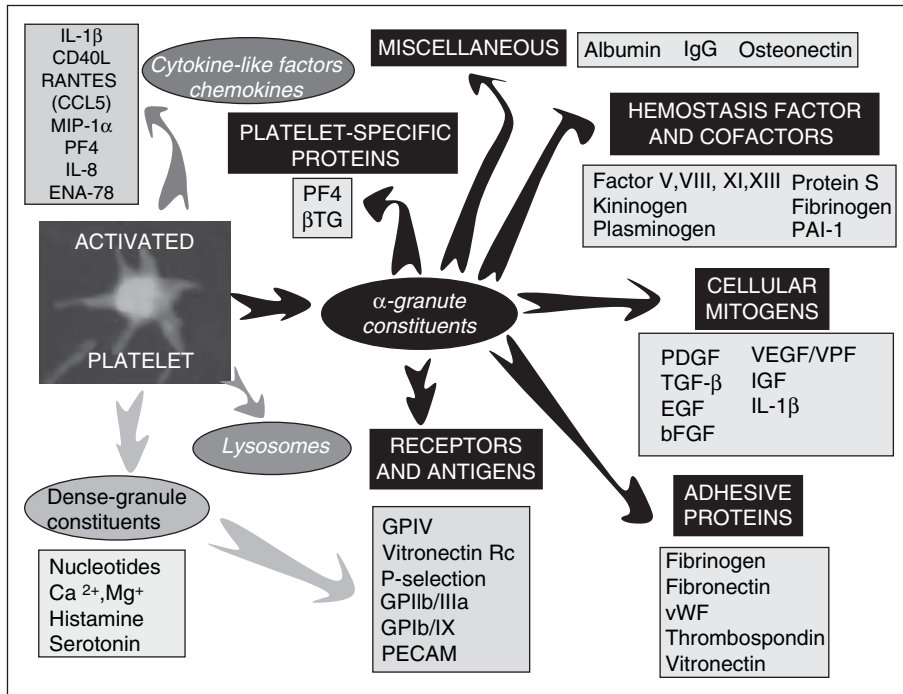 IL-1β
CD40L
RANTES
(CCL5)
MIP-1α
PF4
IL-8
ENA-78
Cytokine-like factors
chemokines
MISCELLANEOUS
Albumin IgG Osteonectin
PLATELET-SPECIFIC
PROTEINS
PF4
βTG
HEMOSTASIS FACTOR
AND COFACTORS
Factor V,VIII, XI,XIII
Kininogen
Plasminogen
Protein S
Fibrinogen
PAI-1
ACTIVATED
PLATELET
α-granute
constituents
CELLULAR
MITOGENS
PDGF
TGF-β
EGF
bFGF
VEGF/VPF
IGF
IL-1β
Lysosomes
RECEPTORS
AND ANTIGENS
GPIV
Vitronectin Rc
P-selection
GPIIb/IIIa
GPIb/IX
PECAM
ADHESIVE
PROTEINS
Fibrinogen
Fibronectin
vWF
Thrombospondin
Vitronectin
Dense-granule
constituents
Nucleotides
Ca ²⁺,Mg⁺
Histamine
Serotonin